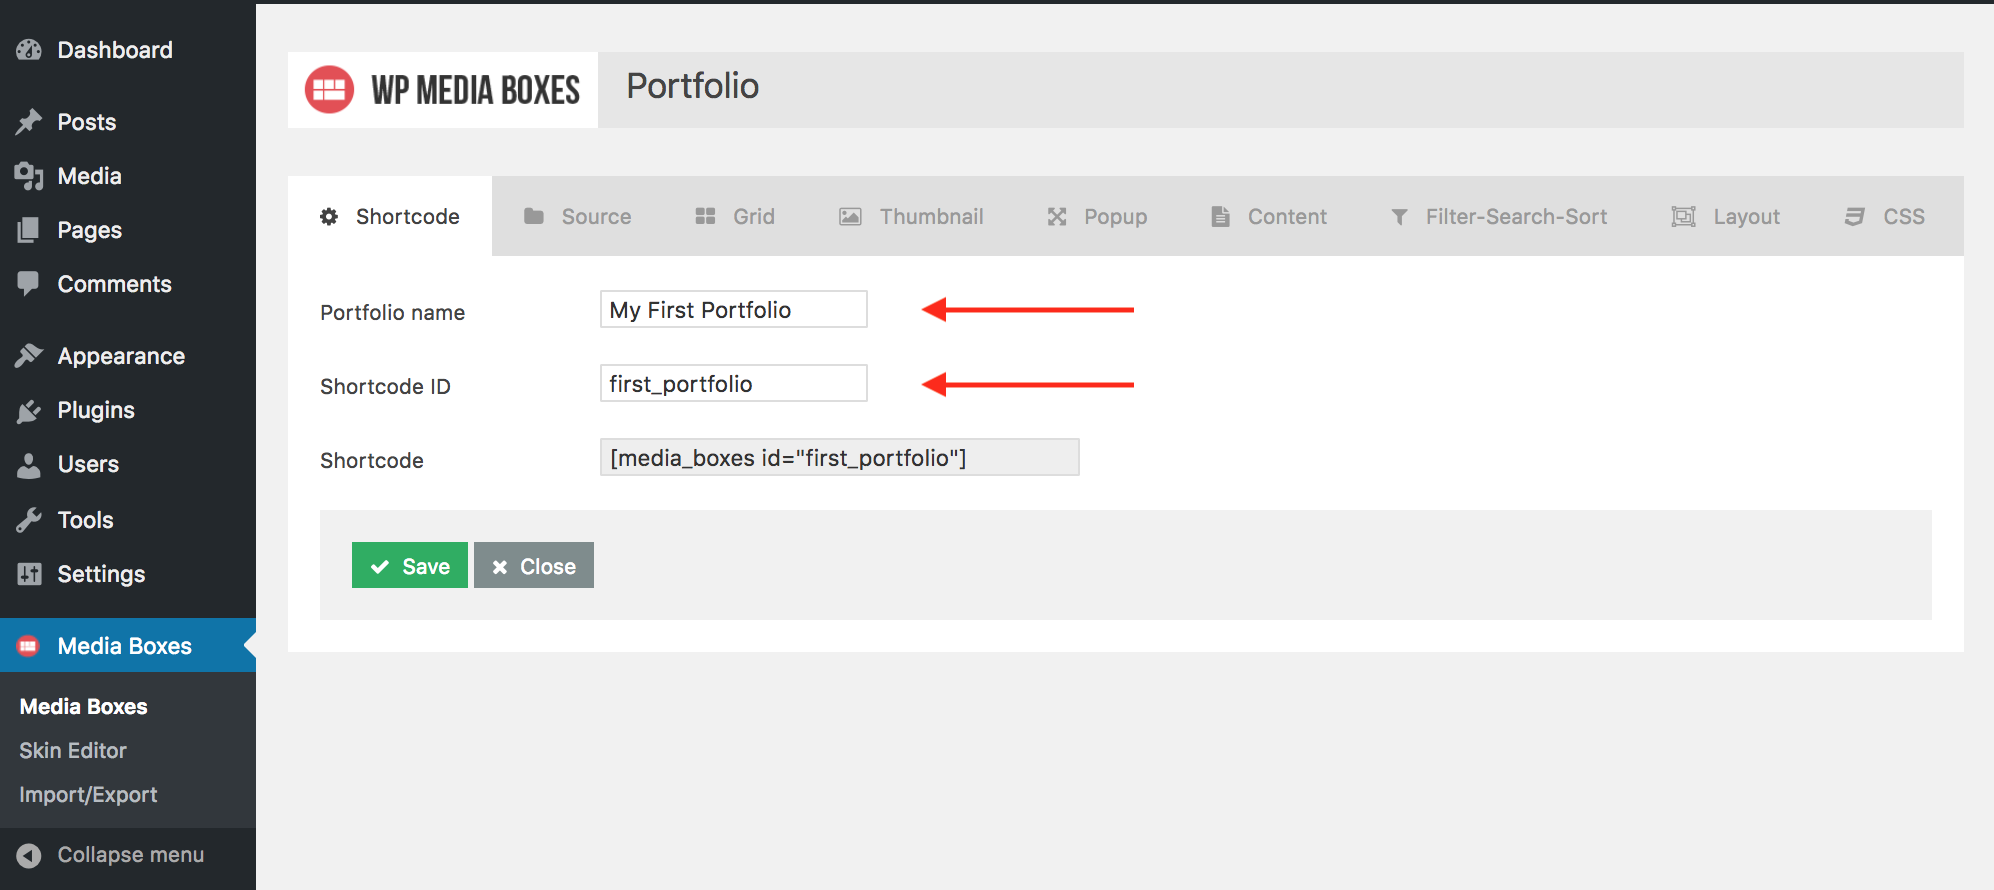 Dashboard
Posts
Media
Pages
Comments
Appearance
Plugins
Users
Tools
Settings
Media Boxes
Media Boxes
Skin Editor
Import/Export
Collapse menu
WP MEDIA BOXES
Portfolio
Shortcode Source Grid Thumbnail Popup Content Filter-Search-Sort Layout CSS
Portfolio name My First Portfolio
Shortcode ID first_portfolio
Shortcode [media_boxes id="first_portfolio"]
Save Close